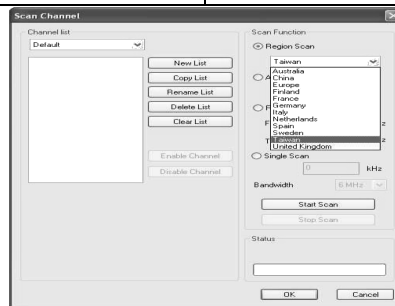 Scan Channel
Channel list
Default
New List
Copy List
Rename List
Delete List
Clear List
Enable Channel
Disable Channel
Scan Function
Region Scan
Taiwan
Australia
China
Europe
Finland
France
Germany
Italy
Netherlands
Spain
Sweden
Taiwan
United Kingdom
A
F
F
z
T
z
Single Scan
0 kHz
Bandwidth 6 MHz
Start Scan
Stop Scan
Status
OK Cancel